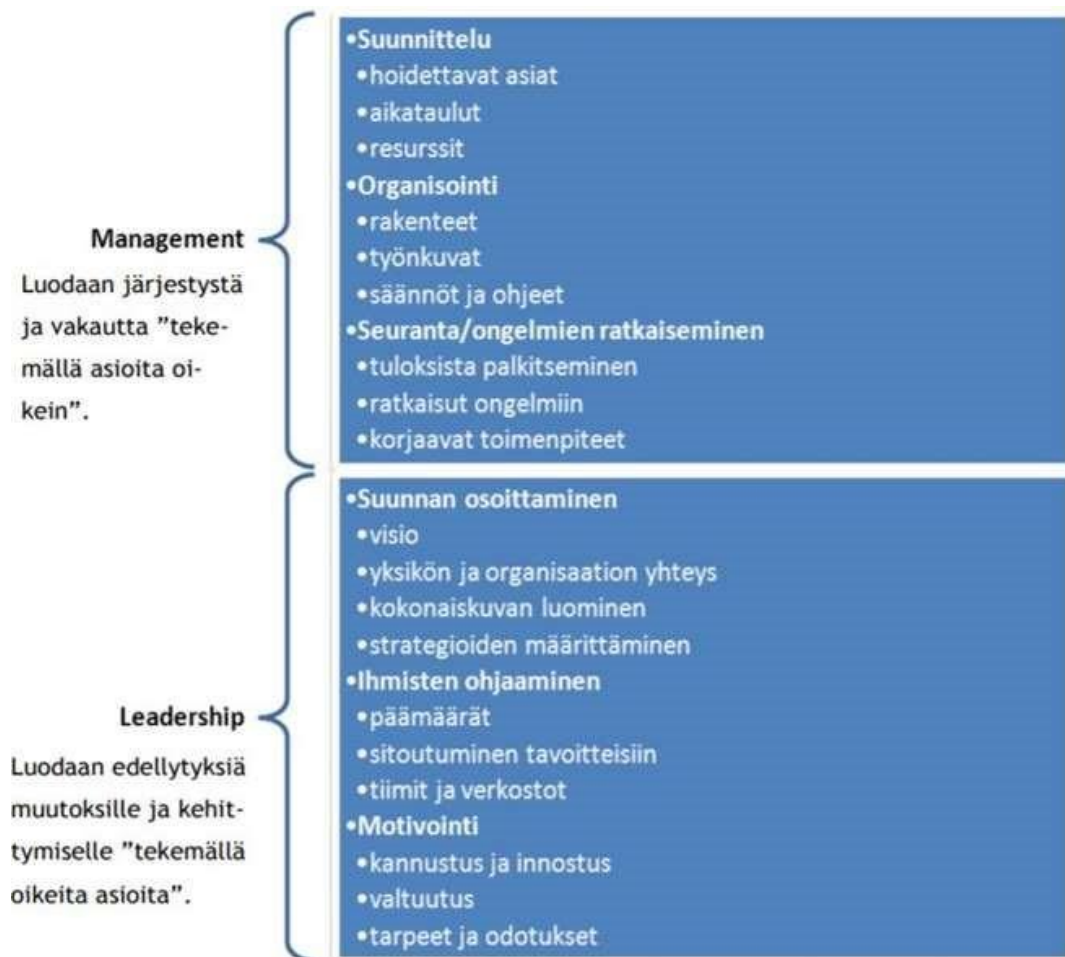 Management
Luodaan järjestystä
ja vakautta ”teke-
mällä asioita oi-
kein”.
•Suunnittelu
•hoidettavat asiat
•aikataulut
•resurssit
•Organisointi
•rakenteet
•työnkuvat
•säännöt ja ohjeet
•Seuranta/ongelmien ratkaiseminen
•tuloksista palkitseminen
•ratkaisut ongelmiin
•korjaavat toimenpiteet
Leadership
Luodaan edellytyksiä
muutoksille ja kehit-
tymiselle ”tekemällä
oikeita asioita”.
•Suunnan osoittaminen
•visio
•yksikön ja organisaation yhteys
•kokonaiskuvan luominen
•strategioiden määrittäminen
•Ihmisten ohjaaminen
•päämäärät
•sitoutuminen tavoitteisiin
•tiimit ja verkostot
•Motivointi
•kannustus ja innostus
•valtuutus
•tarpeet ja odotukset